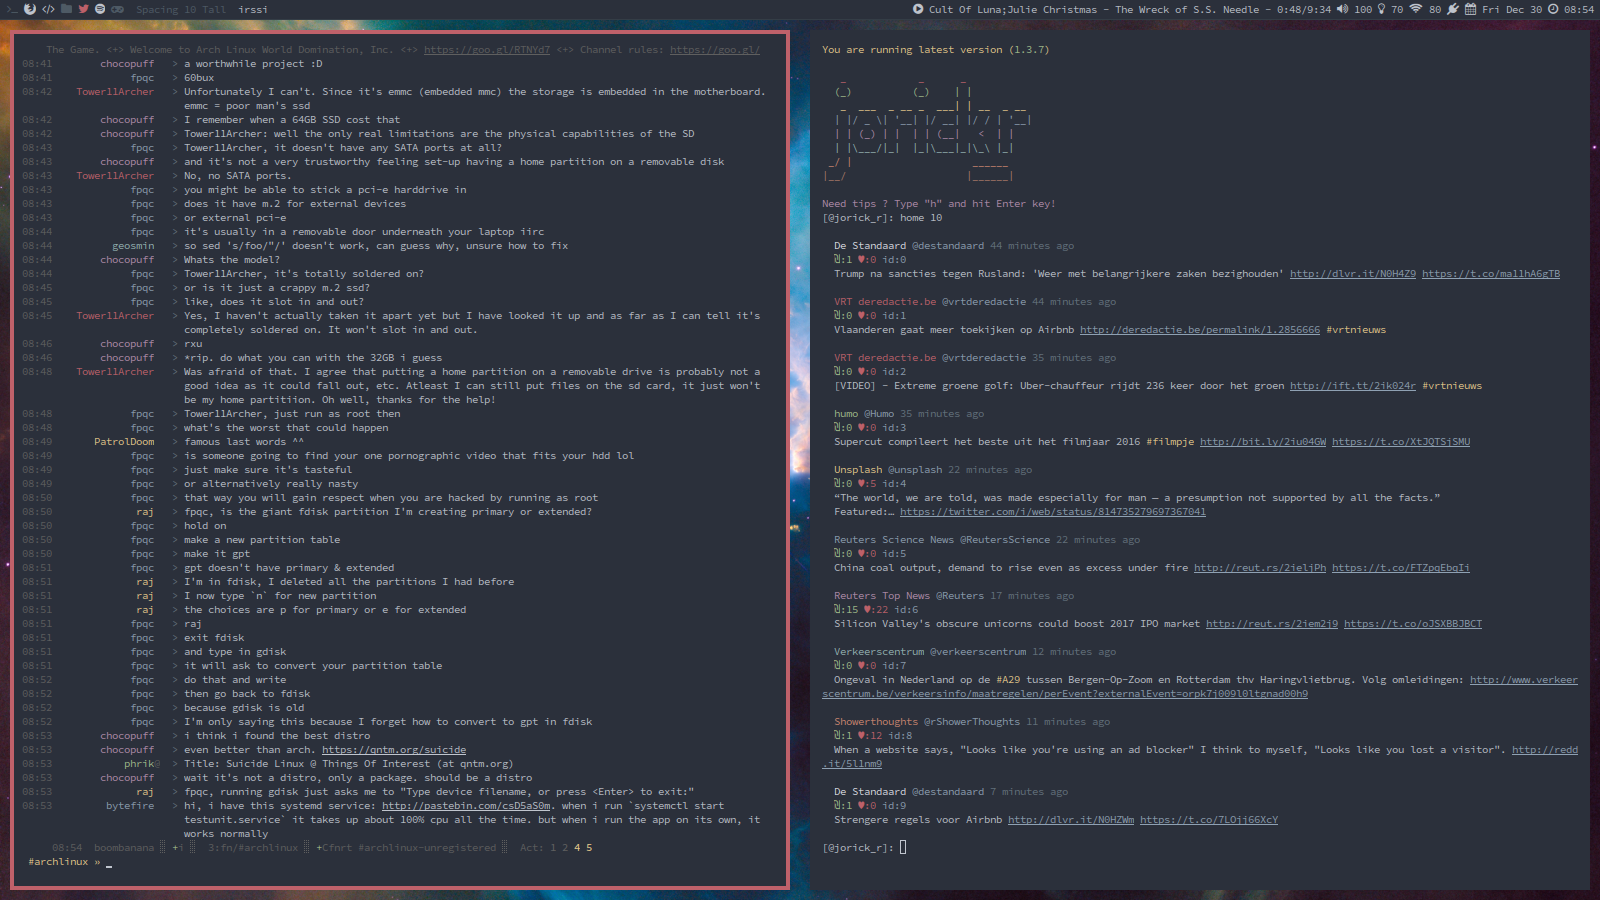 Spacing 10 Tall irssi
Cult Of Luna;Julie Christmas - The Wreck of S.S. Needle - 0:48/9:34 100 70 80 Fri Dec 30 08:54
The Game. <+> Welcome to Arch Linux World Domination, Inc. <+> https://goo.gl/RTNYd7 <+> Channel rules: https://goo.gl/
08:41 chocopuff > a worthwhile project :D
08:41 fpqc > 60bux
08:42 Tower11Archer > Unfortunately I can't. Since it's emmc (embedded mmc) the storage is embedded in the motherboard.
emmc = poor man's ssd
08:42 chocopuff > I remember when a 64GB SSD cost that
08:42 chocopuff > Tower11Archer: well the only real limitations are the physical capabilities of the SD
08:43 fpqc > Tower11Archer, it doesn't have any SATA ports at all?
08:43 chocopuff > and it's not a very trustworthy feeling set-up having a home partition on a removable disk
08:43 Tower11Archer > No, no SATA ports.
08:43 fpqc > you might be able to stick a pci-e harddrive in
08:43 fpqc > does it have m.2 for external devices
08:43 fpqc > or external pci-e
08:44 fpqc > it's usually in a removable door underneath your laptop iirc
08:44 geosmin > so sed 's/foo/"/' doesn't work, can guess why, unsure how to fix
08:44 chocopuff > Whats the model?
08:44 fpqc > Tower11Archer, it's totally soldered on?
08:45 fpqc > or is it just a crappy m.2 ssd?
08:45 fpqc > like, does it slot in and out?
08:45 Tower11Archer > Yes, I haven't actually taken it apart yet but I have looked it up and as far as I can tell it's
completely soldered on. It won't slot in and out.
08:46 chocopuff > rxu
08:46 chocopuff > *rip. do what you can with the 32GB i guess
08:48 Tower11Archer > Was afraid of that. I agree that putting a home partition on a removable drive is probably not a
good idea as it could fall out, etc. Atleast I can still put files on the sd card, it just won't
be my home partitiion. Oh well, thanks for the help!
08:48 fpqc > Tower11Archer, just run as root then
08:48 fpqc > what's the worst that could happen
08:49 PatrolDoom > famous last words ^^
08:49 fpqc > is someone going to find your one pornographic video that fits your hdd lol
08:49 fpqc > just make sure it's tasteful
08:49 fpqc > or alternatively really nasty
08:50 fpqc > that way you will gain respect when you are hacked by running as root
08:50 raj > fpqc, is the giant fdisk partition I'm creating primary or extended?
08:50 fpqc > hold on
08:50 fpqc > make a new partition table
08:50 fpqc > make it gpt
08:51 fpqc > gpt doesn't have primary & extended
08:51 raj > I'm in fdisk, I deleted all the partitions I had before
08:51 raj > I now type `n` for new partition
08:51 raj > the choices are p for primary or e for extended
08:51 fpqc > raj
08:51 fpqc > exit fdisk
08:51 fpqc > and type in gdisk
08:51 fpqc > it will ask to convert your partition table
08:52 fpqc > do that and write
08:52 fpqc > then go back to fdisk
08:52 fpqc > because gdisk is old
08:52 fpqc > I'm only saying this because I forget how to convert to gpt in fdisk
08:53 chocopuff > i think i found the best distro
08:53 chocopuff > even better than arch. https://qntm.org/suicide
08:53 phrik@ > Title: Suicide Linux @ Things Of Interest (at qntm.org)
08:53 chocopuff > wait it's not a distro, only a package. should be a distro
08:53 raj > fpqc, running gdisk just asks me to "Type device filename, or press <Enter> to exit:"
08:53 bytefire > hi, i have this systemd service: http://pastebin.com/csD5aS0m. when i run `systemctl start
testunit.service` it takes up about 100% cpu all the time. but when i run the app on its own, it
works normally
08:54 boombanana +i 3:fn/#archlinux +Cfnrt #archlinux-unregistered Act: 1 2 4 5
#archlinux »
You are running latest version (1.3.7)
Need tips ? Type "h" and hit Enter key!
[@jorick_r]: home 10
De Standaard @destandaard 44 minutes ago
:1 ♥:0 id:0
Trump na sancties tegen Rusland: 'Weer met belangrijkere zaken bezighouden' http://dlvr.it/N0H4Z9 https://t.co/ma11hA6gTB
VRT deredactie.be @vrtderedactie 44 minutes ago
:0 ♥:0 id:1
Vlaanderen gaat meer toekijken op Airbnb http://deredactie.be/permalink/1.2856666 #vrtnieuws
VRT deredactie.be @vrtderedactie 35 minutes ago
:0 ♥:0 id:2
[VIDEO] - Extreme groene golf: Uber-chauffeur rijdt 236 keer door het groen http://ift.tt/2ik024r #vrtnieuws
humo @Humo 35 minutes ago
:0 ♥:0 id:3
Supercut compileert het beste uit het filmjaar 2016 #filmpje http://bit.ly/2iu04GW https://t.co/XtJQTSjSMU
Unsplash @unsplash 22 minutes ago
:0 ♥:5 id:4
“The world, we are told, was made especially for man — a presumption not supported by all the facts.”
Featured:… https://twitter.com/i/web/status/814735279697367041
Reuters Science News @ReutersScience 22 minutes ago
:0 ♥:0 id:5
China coal output, demand to rise even as excess under fire http://reut.rs/2ieljPh https://t.co/FTZpqEbqIi
Reuters Top News @Reuters 17 minutes ago
:15 ♥:22 id:6
Silicon Valley's obscure unicorns could boost 2017 IPO market http://reut.rs/2iem2j9 https://t.co/oJSXBBJBCT
Verkeerscentrum @verkeerscentrum 12 minutes ago
:0 ♥:0 id:7
Ongeval in Nederland op de #A29 tussen Bergen-Op-Zoom en Rotterdam thv Haringvlietbrug. Volg omleidingen: http://www.verkeer
scentrum.be/verkeersinfo/maatregelen/perEvent?externalEvent=orpk7j009l0ltgnad00h9
Showerthoughts @rShowerThoughts 11 minutes ago
:1 ♥:12 id:8
When a website says, "Looks like you're using an ad blocker" I think to myself, "Looks like you lost a visitor". http://redd
.it/5l1nm9
De Standaard @destandaard 7 minutes ago
:1 ♥:0 id:9
Strengere regels voor Airbnb http://dlvr.it/N0HZWm https://t.co/7LOjj66XcY
[@jorick_r]: